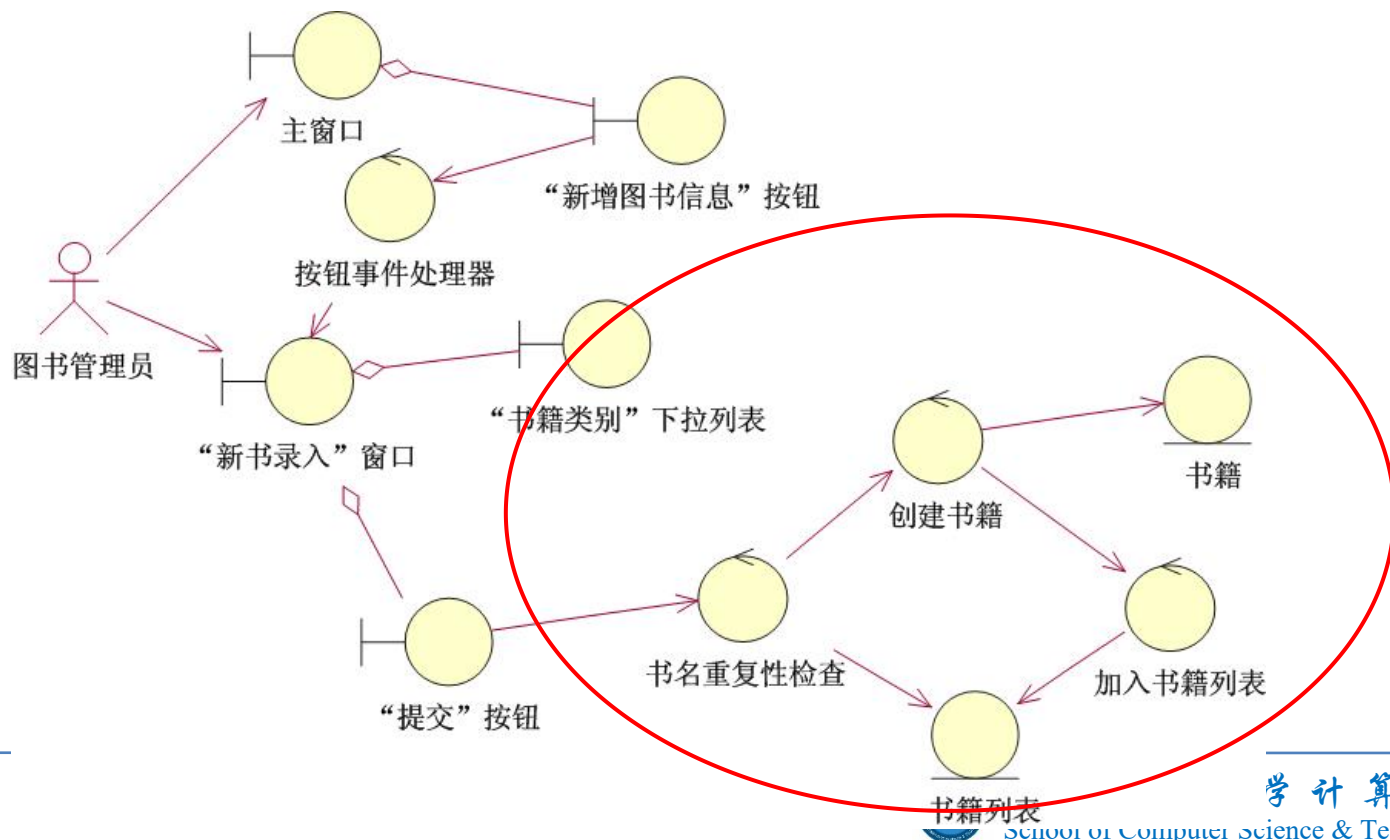 主窗口
“新增图书信息”按钮
按钮事件处理器
图书管理员
“书籍类别”下拉列表
“新书录入”窗口
书籍
创建书籍
书名重复性检查
加入书籍列表
“提交”按钮
书籍列表
学计算
School of Computer Science & Te